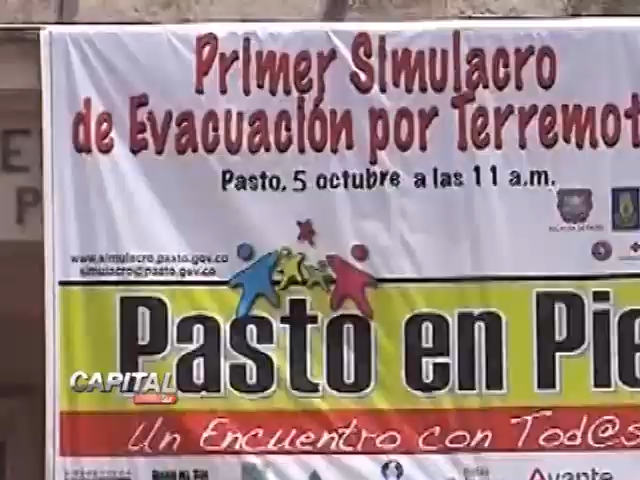 Primer Simulacro
de Evacuación por Terremot
Pasto, 5 octubre a las 11 a.m.
www.simulacro.pasto.gov.co
simulacro@pasto.gov.co
Pasto en Pie
CAPITAL
Un Encuentro con Tod@s
Avante